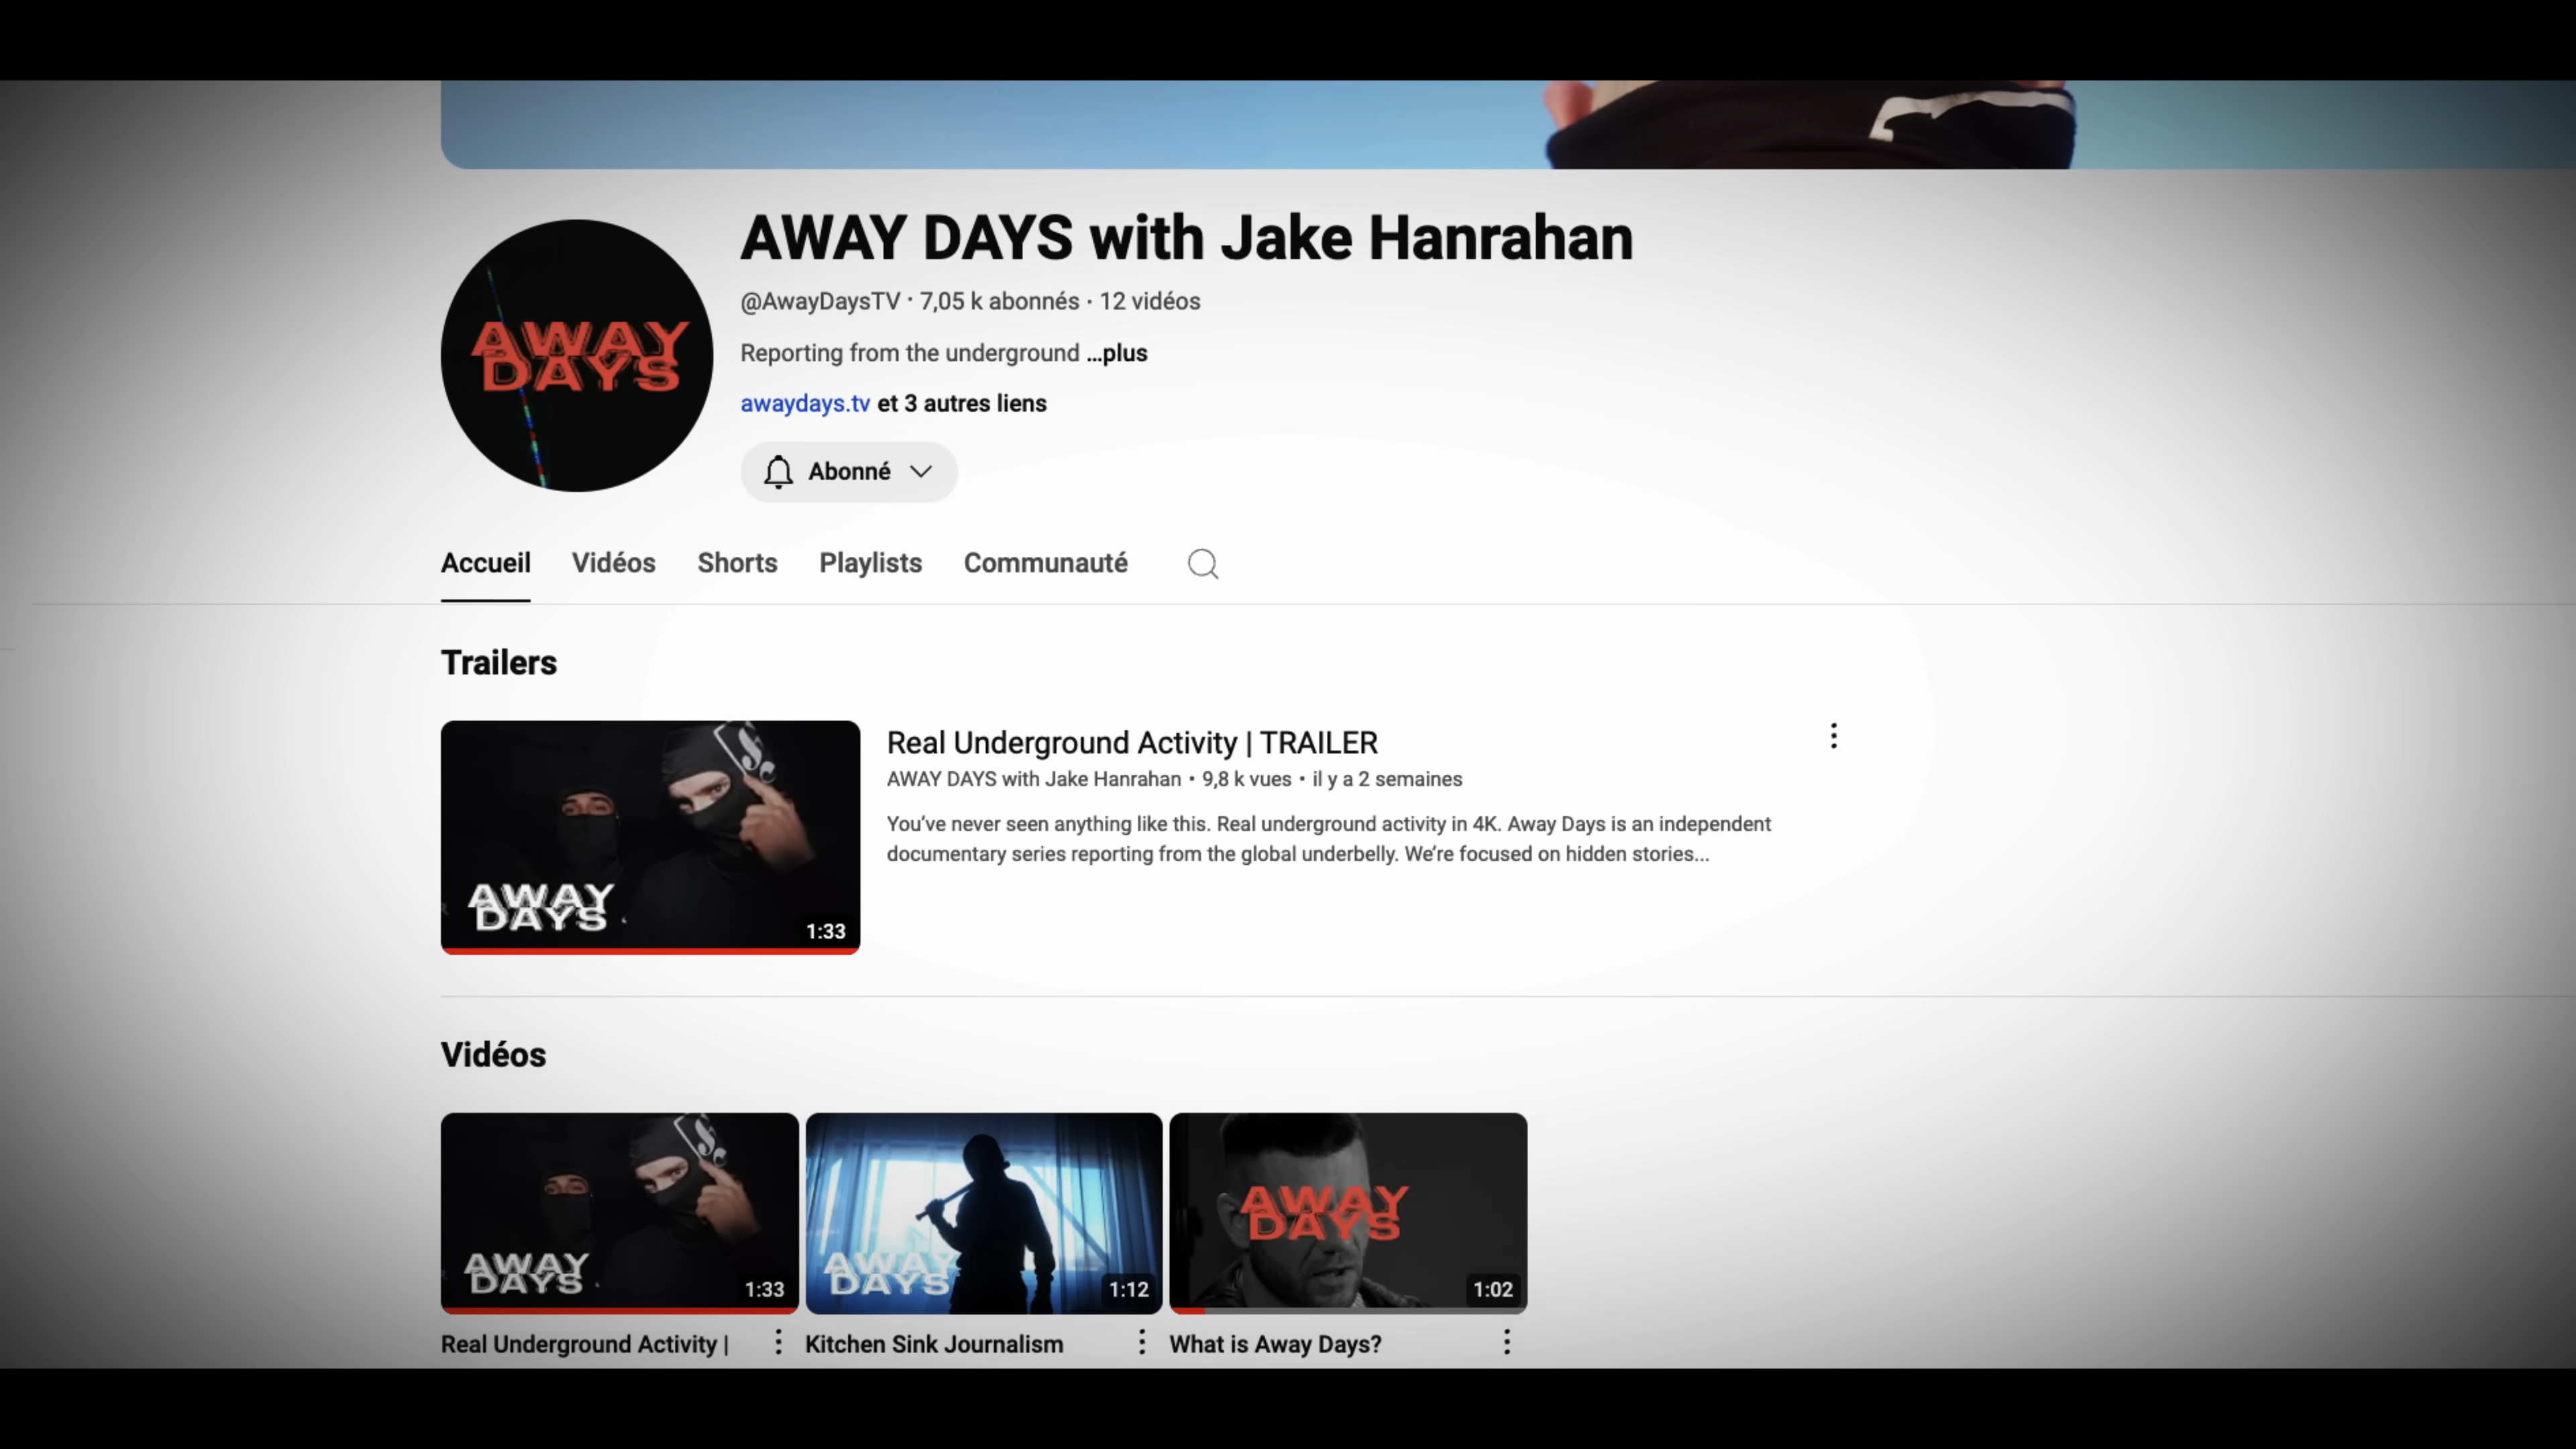 AWAY DAYS with Jake Hanrahan
AWAY
DAYS
@AwayDaysTV · 7,05 k abonnés · 12 vidéos
Reporting from the underground ...plus
awaydays.tv et 3 autres liens
Abonné
Accueil Vidéos Shorts Playlists Communauté
Trailers
Real Underground Activity | TRAILER
AWAY DAYS with Jake Hanrahan • 9,8 k vues • il y a 2 semaines
You've never seen anything like this. Real underground activity in 4K. Away Days is an independent
documentary series reporting from the global underbelly. We're focused on hidden stories...
AWAY
DAYS
1:33
Vidéos
AWAY
DAYS
1:33
AWAY
DAYS
1:12
AWAY
DAYS
1:02
Real Underground Activity |
Kitchen Sink Journalism
What is Away Days?